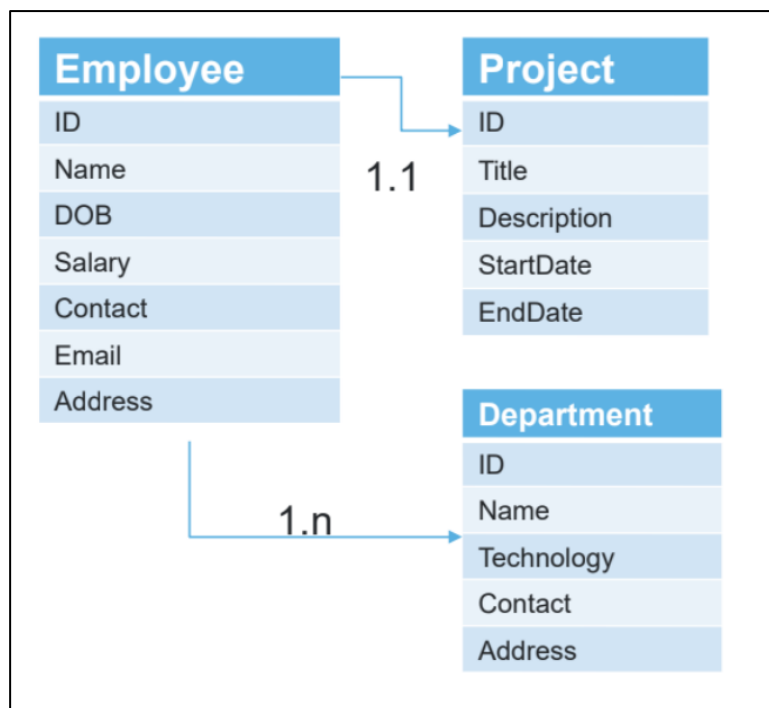 Employee
ID
Name
DOB
Salary
Contact
Email
Address
1.1
Project
ID
Title
Description
StartDate
EndDate
1.n
Department
ID
Name
Technology
Contact
Address